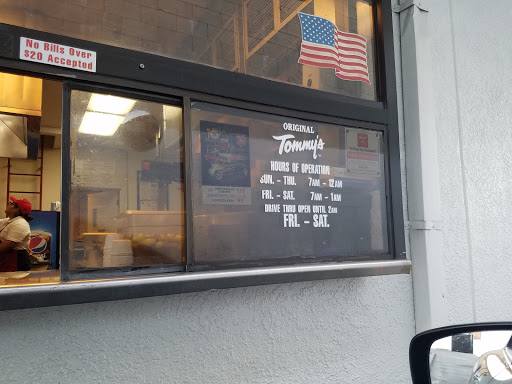 No Bills Over
$20 Accepted
ORIGINAL
Tommy's
HOURS OF OPERATION
SUN. - THU. 7AM - 12AM
FRI. - SAT. 7AM - 1AM
DRIVE THRU OPEN UNTIL 2AM
FRI. - SAT.
pepsi